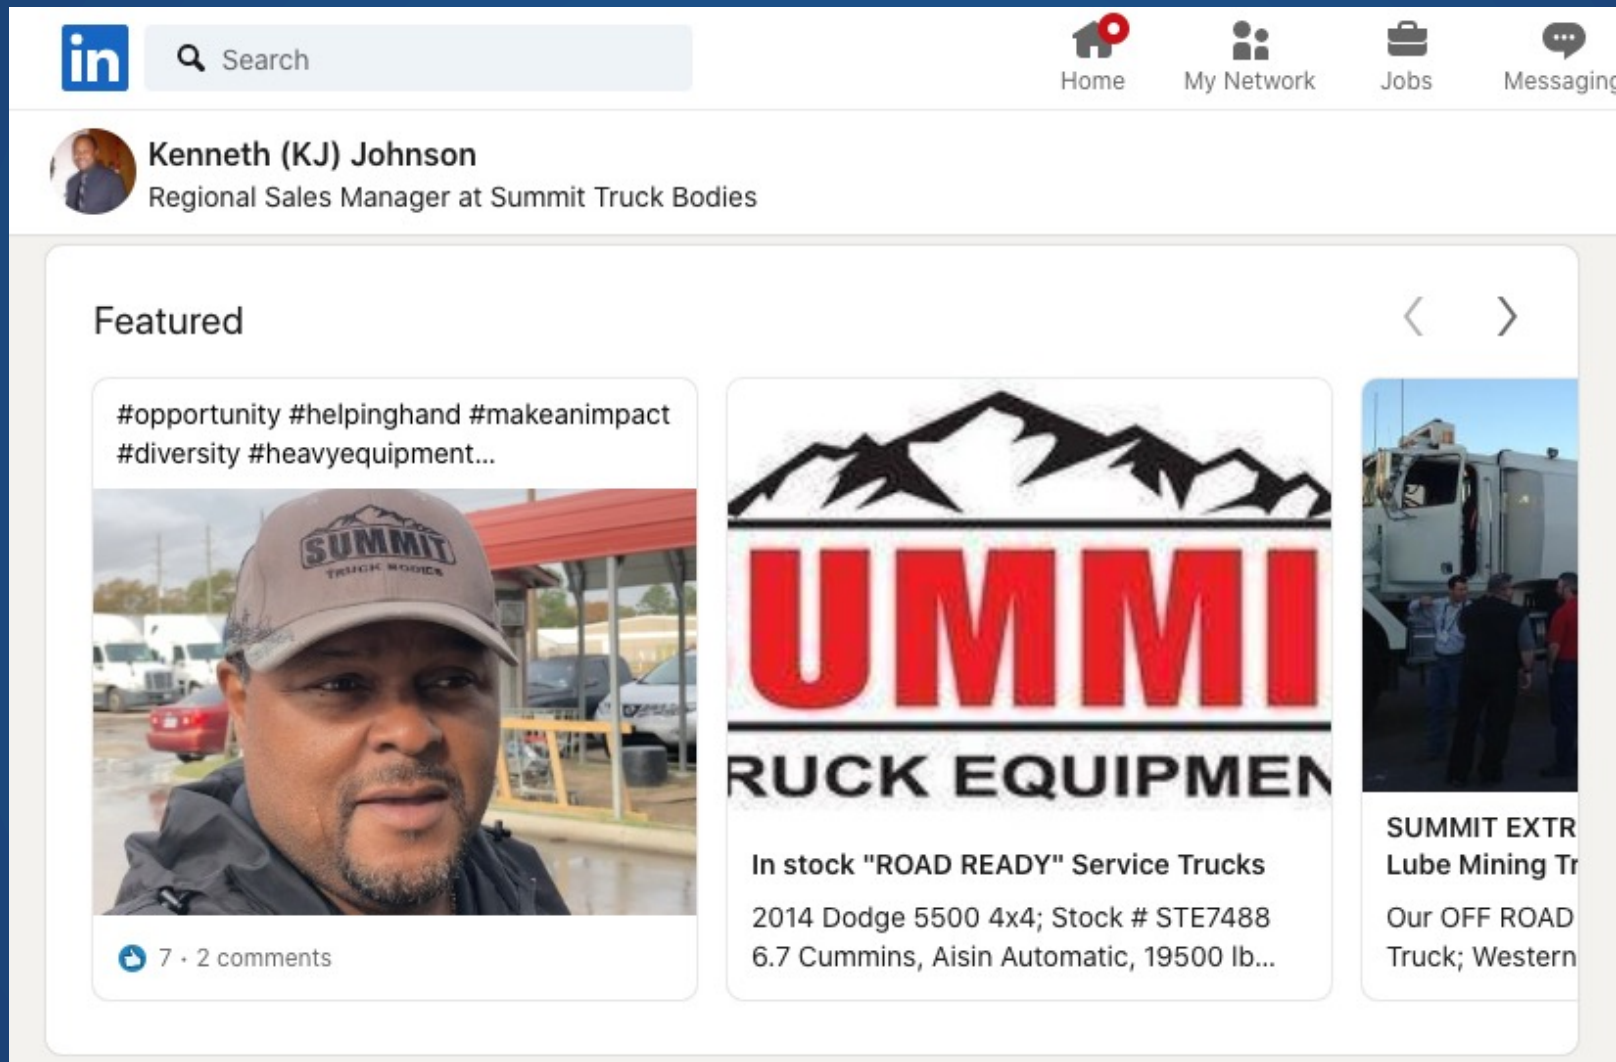 in
Search
Home
My Network
Jobs
Messaging
Kenneth (KJ) Johnson
Regional Sales Manager at Summit Truck Bodies
Featured
#opportunity #helpinghand #makeanimpact
#diversity #heavyequipment...
SUMMIT
TRUCK BODIES
7 · 2 comments
UMMI
RUCK EQUIPMEN
In stock "ROAD READY" Service Trucks
2014 Dodge 5500 4x4; Stock # STE7488
6.7 Cummins, Aisin Automatic, 19500 lb...
SUMMIT EXTR
Lube Mining Tr
Our OFF ROAD
Truck; Western